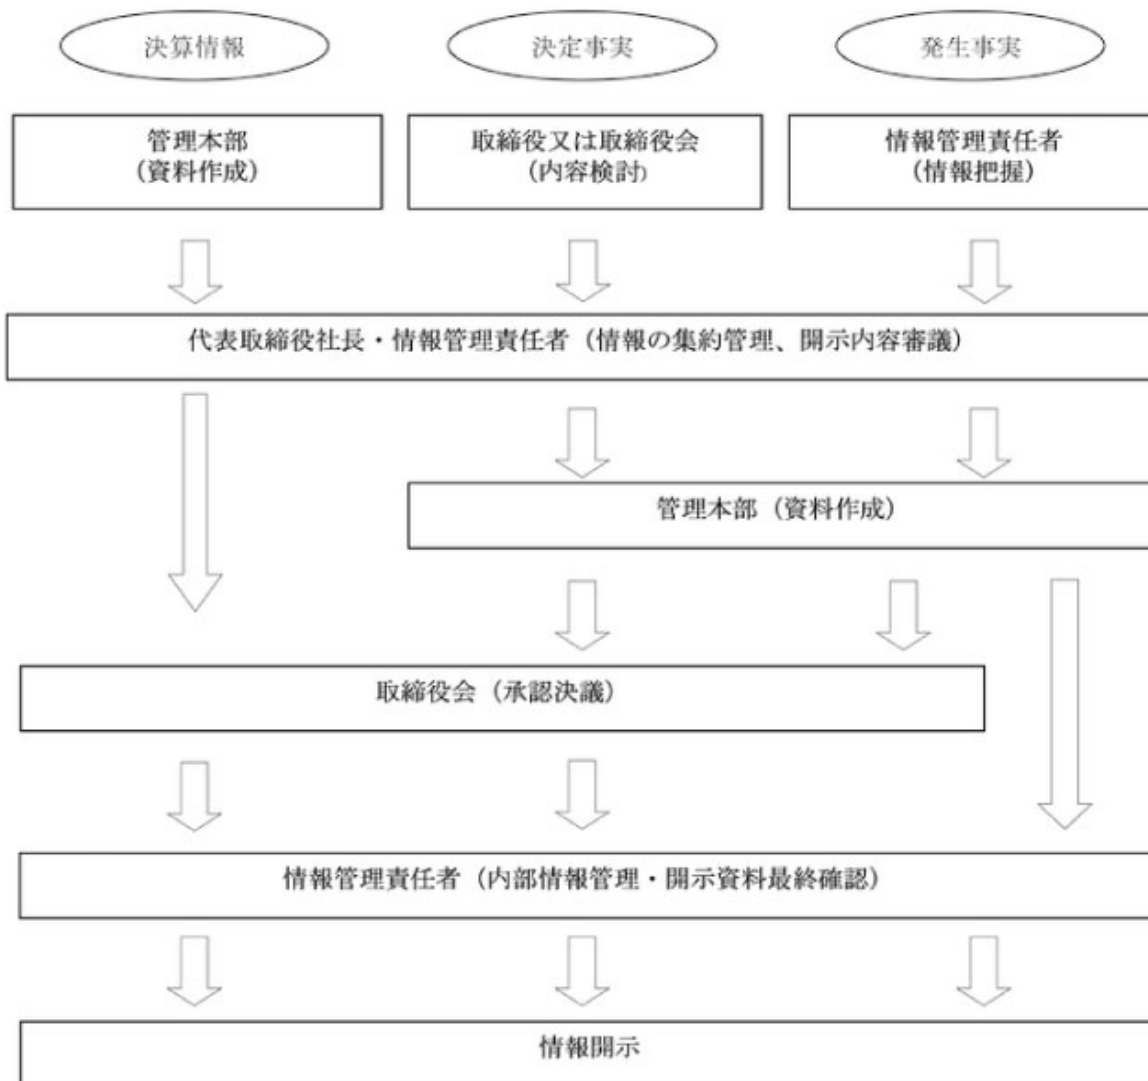 決算情報
決定事実
発生事実
管理本部
（資料作成）
取締役又は取締役会
（内容検討）
情報管理責任者
（情報把握）
代表取締役社長・情報管理責任者（情報の集約管理、開示内容審議）
管理本部（資料作成）
取締役会（承認決議）
情報管理責任者（内部情報管理・開示資料最終確認）
情報開示